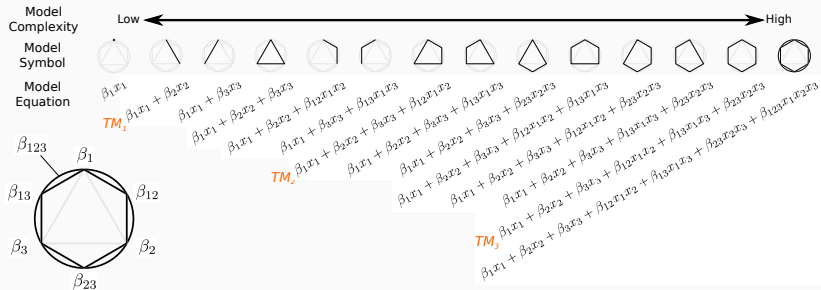 Model
Complexity
Low
High
Model
Symbol
Model
Equation
β₁x₁
β₁x₁ + β₂x₂
β₁x₁ + β₃x₃
β₁x₁ + β₂x₂ + β₃x₃
β₁x₁ + β₂x₂ + β₁₂x₁x₂
β₁x₁ + β₃x₃ + β₁₃x₁x₃
β₁x₁ + β₂x₂ + β₃x₃ + β₁₂x₁x₂
β₁x₁ + β₂x₂ + β₃x₃ + β₁₃x₁x₃
β₁x₁ + β₂x₂ + β₃x₃ + β₂₃x₂x₃
β₁x₁ + β₂x₂ + β₃x₃ + β₁₂x₁x₂ + β₁₃x₁x₃
β₁x₁ + β₂x₂ + β₃x₃ + β₁₂x₁x₂ + β₂₃x₂x₃
β₁x₁ + β₂x₂ + β₃x₃ + β₁₃x₁x₃ + β₂₃x₂x₃
β₁x₁ + β₂x₂ + β₃x₃ + β₁₂x₁x₂ + β₁₃x₁x₃ + β₂₃x₂x₃
β₁x₁ + β₂x₂ + β₃x₃ + β₁₂x₁x₂ + β₁₃x₁x₃ + β₂₃x₂x₃ + β₁₂₃x₁x₂x₃
TM₁
TM₂
TM₃
β₁₂₃
β₁
β₁₃
β₁₂
β₃
β₂
β₂₃